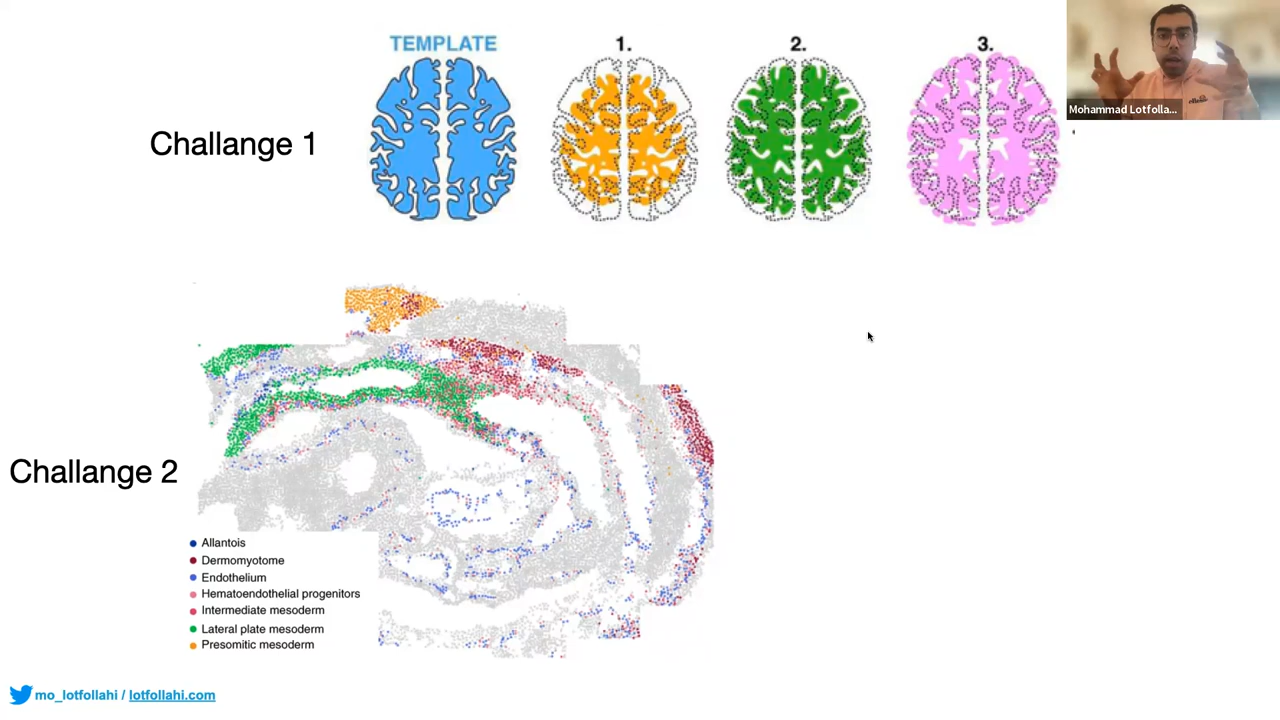 TEMPLATE
1.
2.
3.
Mohammad Lotfolla...
Challange 1
Challange 2
Allantois
Dermomyotome
Endothelium
Hematoendothelial progenitors
Intermediate mesoderm
Lateral plate mesoderm
Presomitic mesoderm
mo_lotfollahi / lotfollahi.com